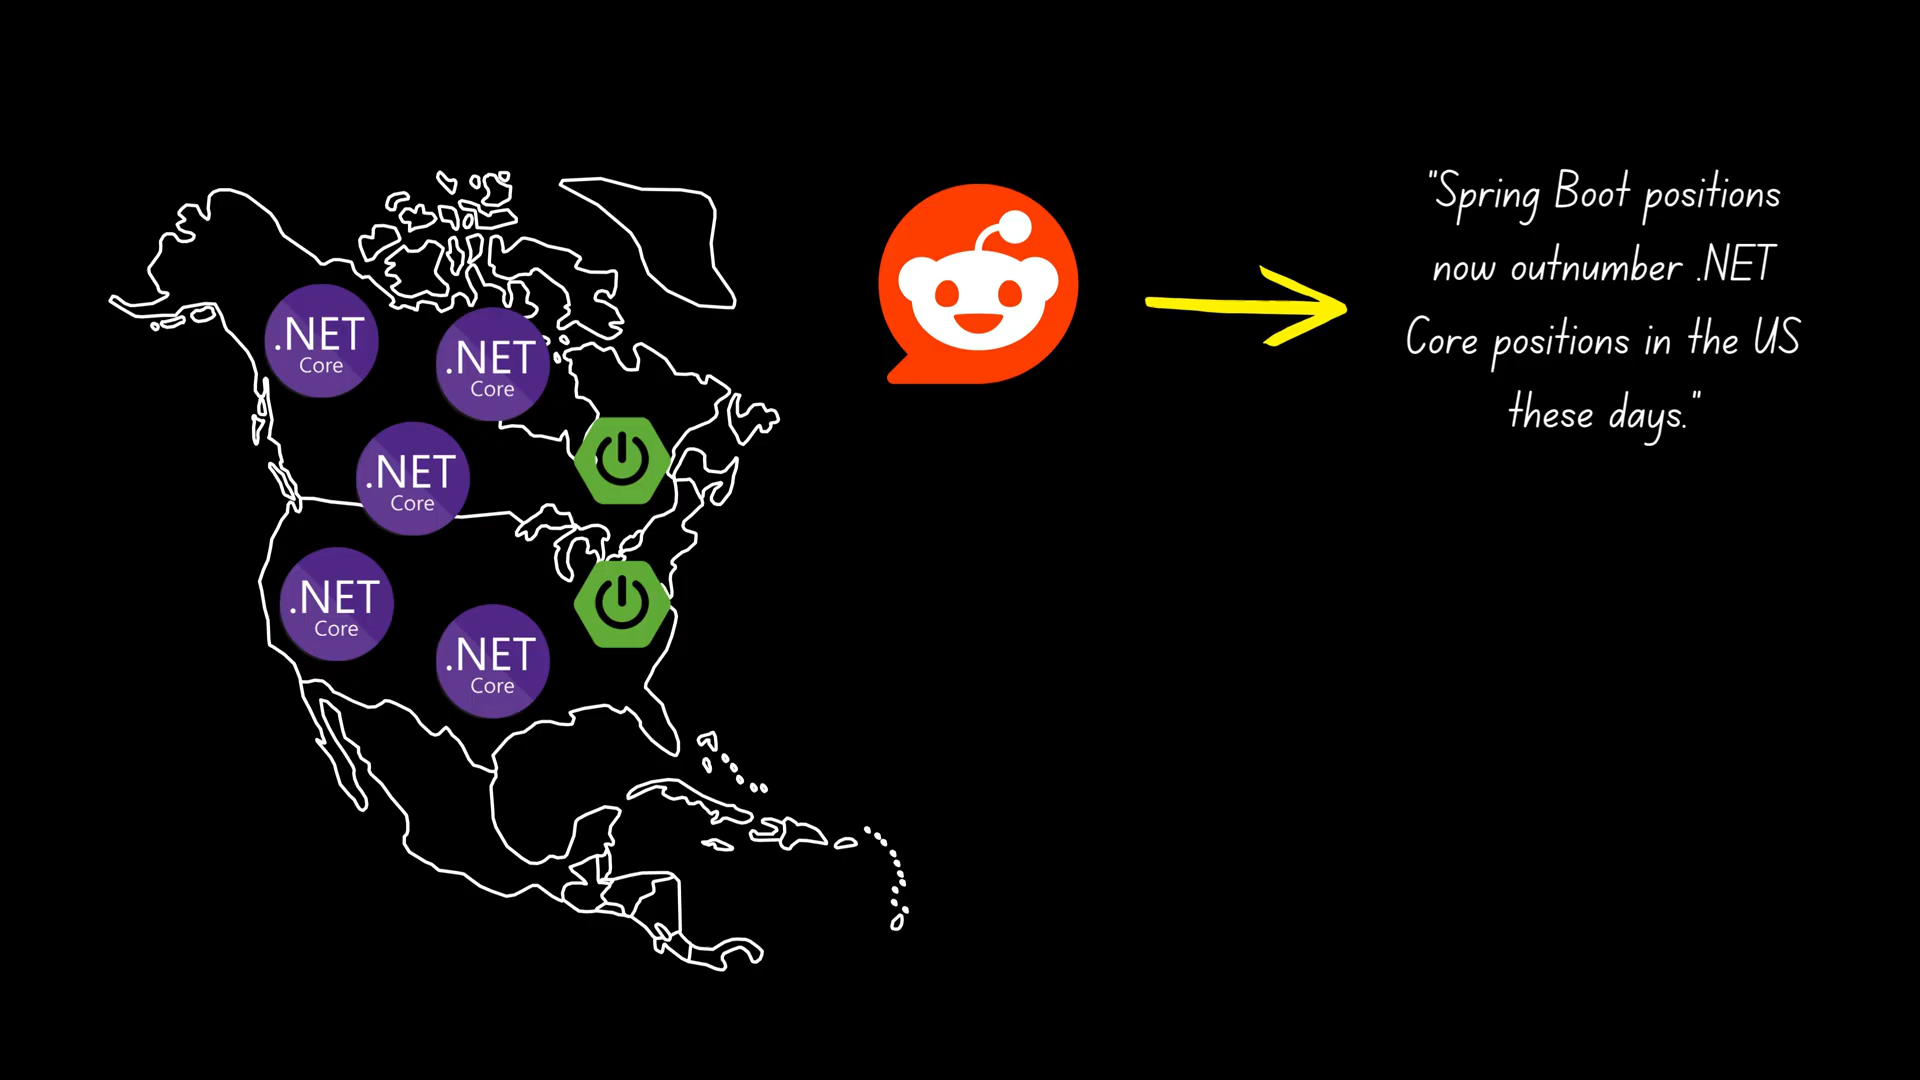 .NET
Core
.NET
Core
.NET
Core
.NET
Core
.NET
Core
"Spring Boot positions
now outnumber .NET
Core positions in the US
these days."